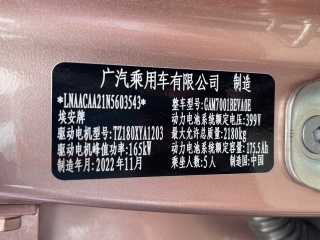 广汽乘用车有限公司 制造
*LNAACAA21N5603543* 整车型号: GAM7001BEVA0B
埃安牌 动力电池系统额定电压: 399V
驱动电机型号: TZ180XYA1203 最大允许总质量: 2180kg
驱动电机峰值功率: 165kW 动力电池系统额定容量: 175.5Ah
制造年月: 2022年11月 乘坐人数: 5人 制造国: 中国